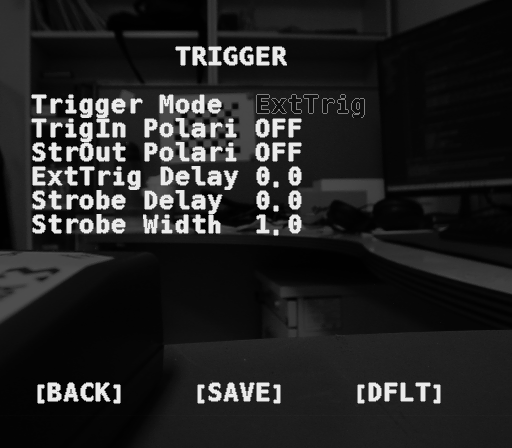 TRIGGER
Trigger Mode ExtTrig
TrigIn Polari OFF
StrOut Polari OFF
ExtTrig Delay 0.0
Strobe Delay 0.0
Strobe Width 1.0
[BACK] [SAVE] [DFLT]